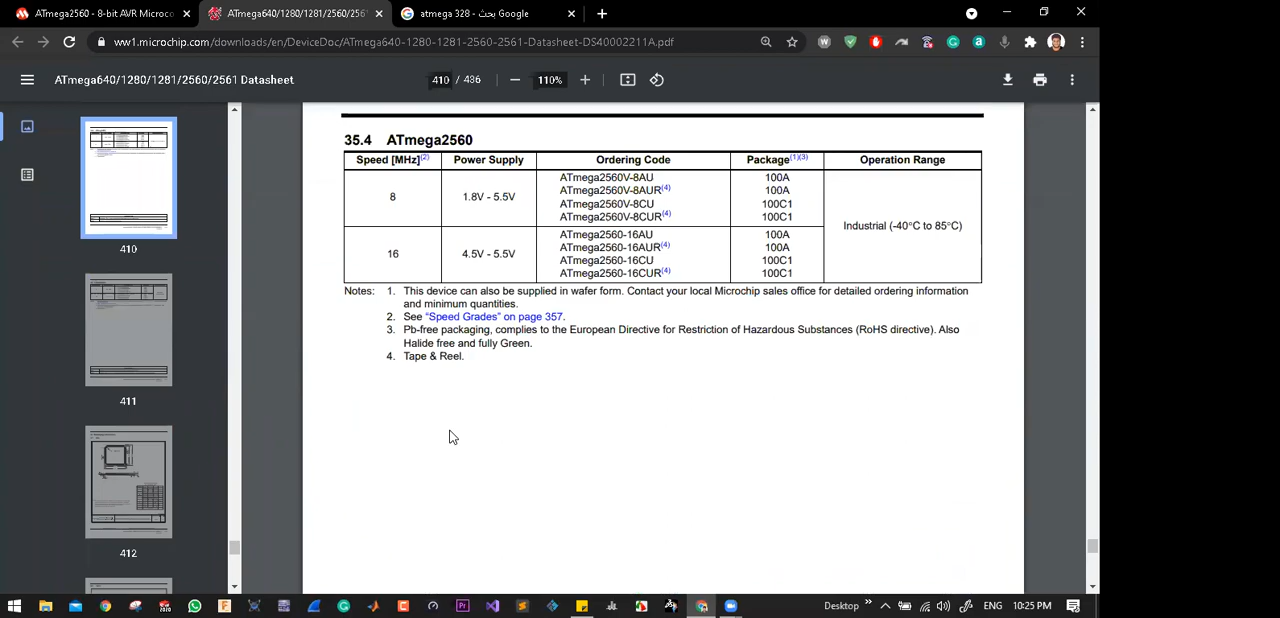 ATmega2560 - 8-bit AVR Microco
ATmega640/1280/1281/2560/2561
atmega 328 - بحث Google
ww1.microchip.com/downloads/en/DeviceDoc/ATmega640-1280-1281-2560-2561-Datasheet-DS40002211A.pdf
ATmega640/1280/1281/2560/2561 Datasheet
410 / 436
110%
35.4 ATmega2560
Speed [MHz](2) Power Supply Ordering Code Package(1)(3) Operation Range
8 1.8V - 5.5V
ATmega2560V-8AU 100A
ATmega2560V-8AUR(4) 100A
ATmega2560V-8CU 100C1
ATmega2560V-8CUR(4) 100C1
Industrial (-40°C to 85°C)
16 4.5V - 5.5V
ATmega2560-16AU 100A
ATmega2560-16AUR(4) 100A
ATmega2560-16CU 100C1
ATmega2560-16CUR(4) 100C1
Notes: 1. This device can also be supplied in wafer form. Contact your local Microchip sales office for detailed ordering information
and minimum quantities.
2. See "Speed Grades" on page 357.
3. Pb-free packaging, complies to the European Directive for Restriction of Hazardous Substances (RoHS directive). Also
Halide free and fully Green.
4. Tape & Reel.
410
411
412
Desktop
ENG
10:25 PM